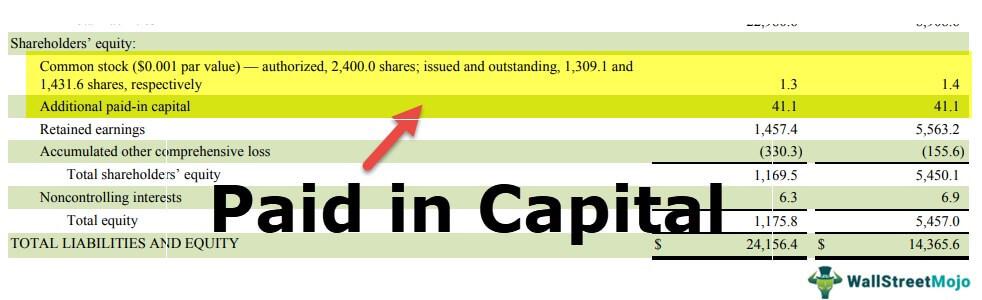 Shareholders’ equity:
Common stock ($0.001 par value) — authorized, 2,400.0 shares; issued and outstanding, 1,309.1 and
1,431.6 shares, respectively 1.3 1.4
Additional paid-in capital 41.1 41.1
Retained earnings 1,457.4 5,563.2
Accumulated other comprehensive loss (330.3) (155.6)
Total shareholders’ equity 1,169.5 5,450.1
Noncontrolling interests 6.3 6.9
Paid in Capital
Total equity 1,175.8 5,457.0
TOTAL LIABILITIES AND EQUITY $ 24,156.4 $ 14,365.6
WallStreetMojo